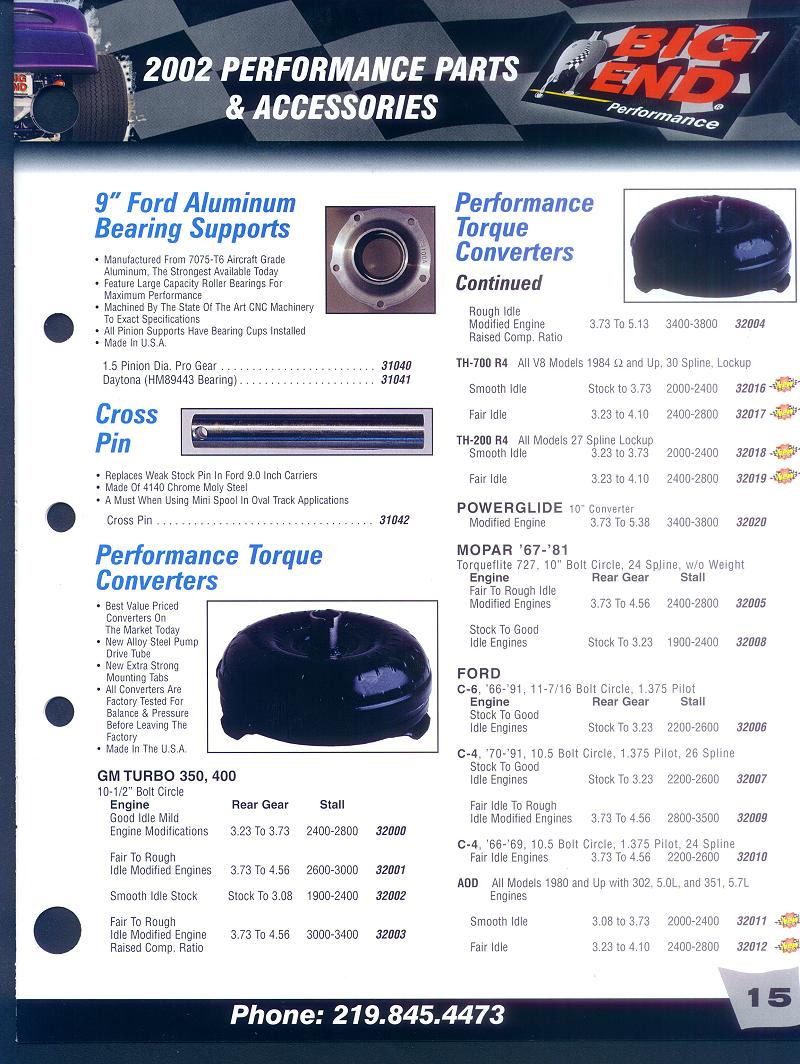 2002 PERFORMANCE PARTS
& ACCESSORIES
BIG
END®
Performance
9" Ford Aluminum
Bearing Supports
• Manufactured From 7075-T6 Aircraft Grade
Aluminum, The Strongest Available Today
• Feature Large Capacity Roller Bearings For
Maximum Performance
• Machined By The State Of The Art CNC Machinery
To Exact Specifications
• All Pinion Supports Have Bearing Cups Installed
• Made In U.S.A.
1.5 Pinion Dia. Pro Gear . . . . . . . . . . . . . . . . . . . . . . . . . . 31040
Daytona (HM89443 Bearing) . . . . . . . . . . . . . . . . . . . . . . . 31041
Cross
Pin
• Replaces Weak Stock Pin In Ford 9.0 Inch Carriers
• Made Of 4140 Chrome Moly Steel
• A Must When Using Mini Spool In Oval Track Applications
Cross Pin . . . . . . . . . . . . . . . . . . . . . . . . . . . . . . . . . . . . 31042
Performance Torque
Converters
• Best Value Priced
Converters On
The Market Today
• New Alloy Steel Pump
Drive Tube
• New Extra Strong
Mounting Tabs
• All Converters Are
Factory Tested For
Balance & Pressure
Before Leaving The
Factory
• Made In The U.S.A.
GM TURBO 350, 400
10-1/2" Bolt Circle
Engine Rear Gear Stall
Good Idle Mild
Engine Modifications 3.23 To 3.73 2400-2800 32000
Fair To Rough
Idle Modified Engines 3.73 To 4.56 2600-3000 32001
Smooth Idle Stock Stock To 3.08 1900-2400 32002
Fair To Rough
Idle Modified Engine 3.73 To 4.56 3000-3400 32003
Raised Comp. Ratio
Performance
Torque
Converters
Continued
Rough Idle
Modified Engine 3.73 To 5.13 3400-3800 32004
Raised Comp. Ratio
TH-700 R4 All V8 Models 1984 Ω and Up, 30 Spline, Lockup
Smooth Idle Stock to 3.73 2000-2400 32016
Fair Idle 3.23 to 4.10 2400-2800 32017
TH-200 R4 All Models 27 Spline Lockup
Smooth Idle 3.23 to 3.73 2000-2400 32018
Fair Idle 3.23 to 4.10 2400-2800 32019
POWERGLIDE 10" Converter
Modified Engine 3.73 To 5.38 3400-3800 32020
MOPAR '67-'81
Torqueflite 727, 10" Bolt Circle, 24 Spline, w/o Weight
Engine Rear Gear Stall
Fair To Rough Idle
Modified Engines 3.73 To 4.56 2400-2800 32005
Stock To Good
Idle Engines Stock To 3.23 1900-2400 32008
FORD
C-6, '66-'91, 11-7/16 Bolt Circle, 1.375 Pilot
Engine Rear Gear Stall
Stock To Good
Idle Engines Stock To 3.23 2200-2600 32006
C-4, '70-'91, 10.5 Bolt Circle, 1.375 Pilot, 26 Spline
Stock To Good
Idle Engines Stock To 3.23 2200-2600 32007
Fair Idle To Rough
Idle Modified Engines 3.73 To 4.56 2800-3500 32009
C-4, '66-'69, 10.5 Bolt Circle, 1.375 Pilot, 24 Spline
Fair Idle Engines 3.73 To 4.56 2200-2600 32010
AOD All Models 1980 and Up with 302, 5.0L, and 351, 5.7L
Engines
Smooth Idle 3.08 to 3.73 2000-2400 32011
Fair Idle 3.23 to 4.10 2400-2800 32012
15
Phone: 219.845.4473